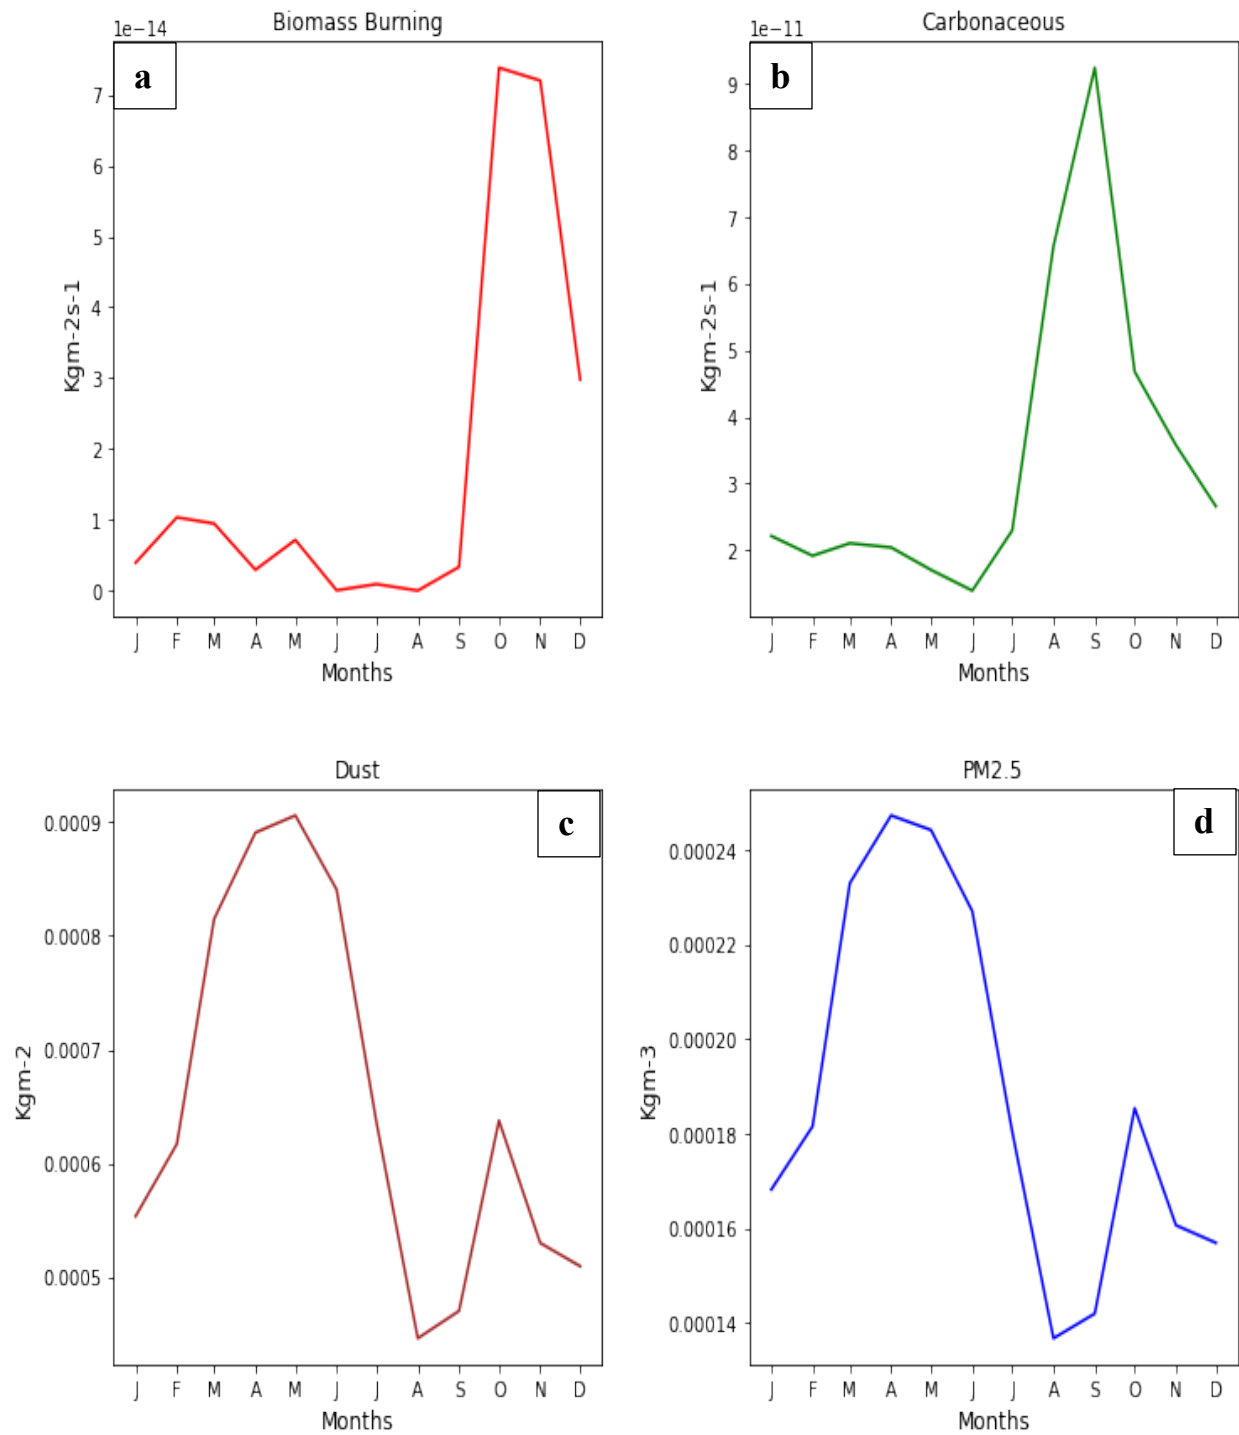 Biomass Burning
1e−14
a
7
6
5
4
3
2
1
0
Kgm-2s-1
J F M A M J J A S O N D
Months
Carbonaceous
1e−11
b
9
8
7
6
5
4
3
2
Kgm-2s-1
J F M A M J J A S O N D
Months
Dust
c
0.0009
0.0008
0.0007
0.0006
0.0005
Kgm-2
J F M A M J J A S O N D
Months
PM2.5
d
0.00024
0.00022
0.00020
0.00018
0.00016
0.00014
Kgm-3
J F M A M J J A S O N D
Months